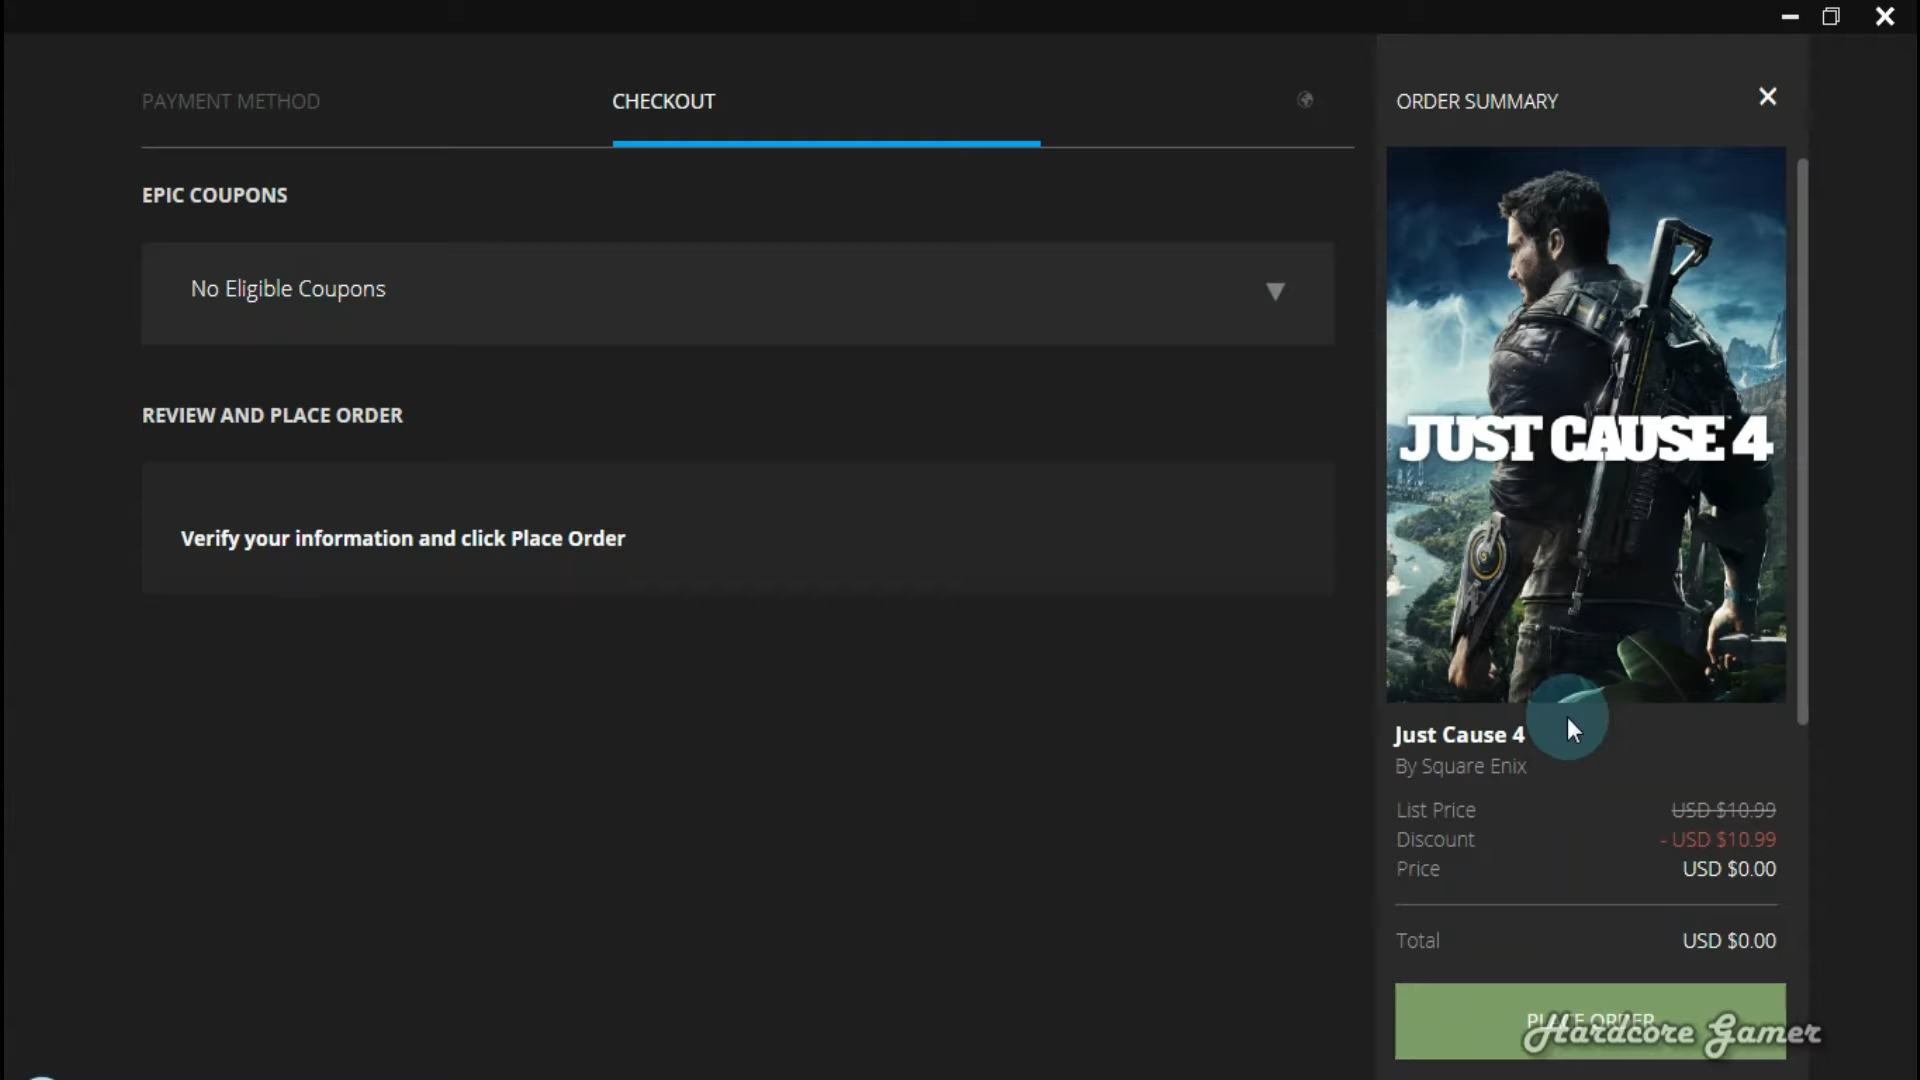 PAYMENT METHOD
CHECKOUT
EPIC COUPONS
No Eligible Coupons
REVIEW AND PLACE ORDER
Verify your information and click Place Order
ORDER SUMMARY
JUST CAUSE 4
Just Cause 4
By Square Enix
List Price USD $10.99
Discount - USD $10.99
Price USD $0.00
Total USD $0.00
PLACE ORDER
Hardcore Gamer